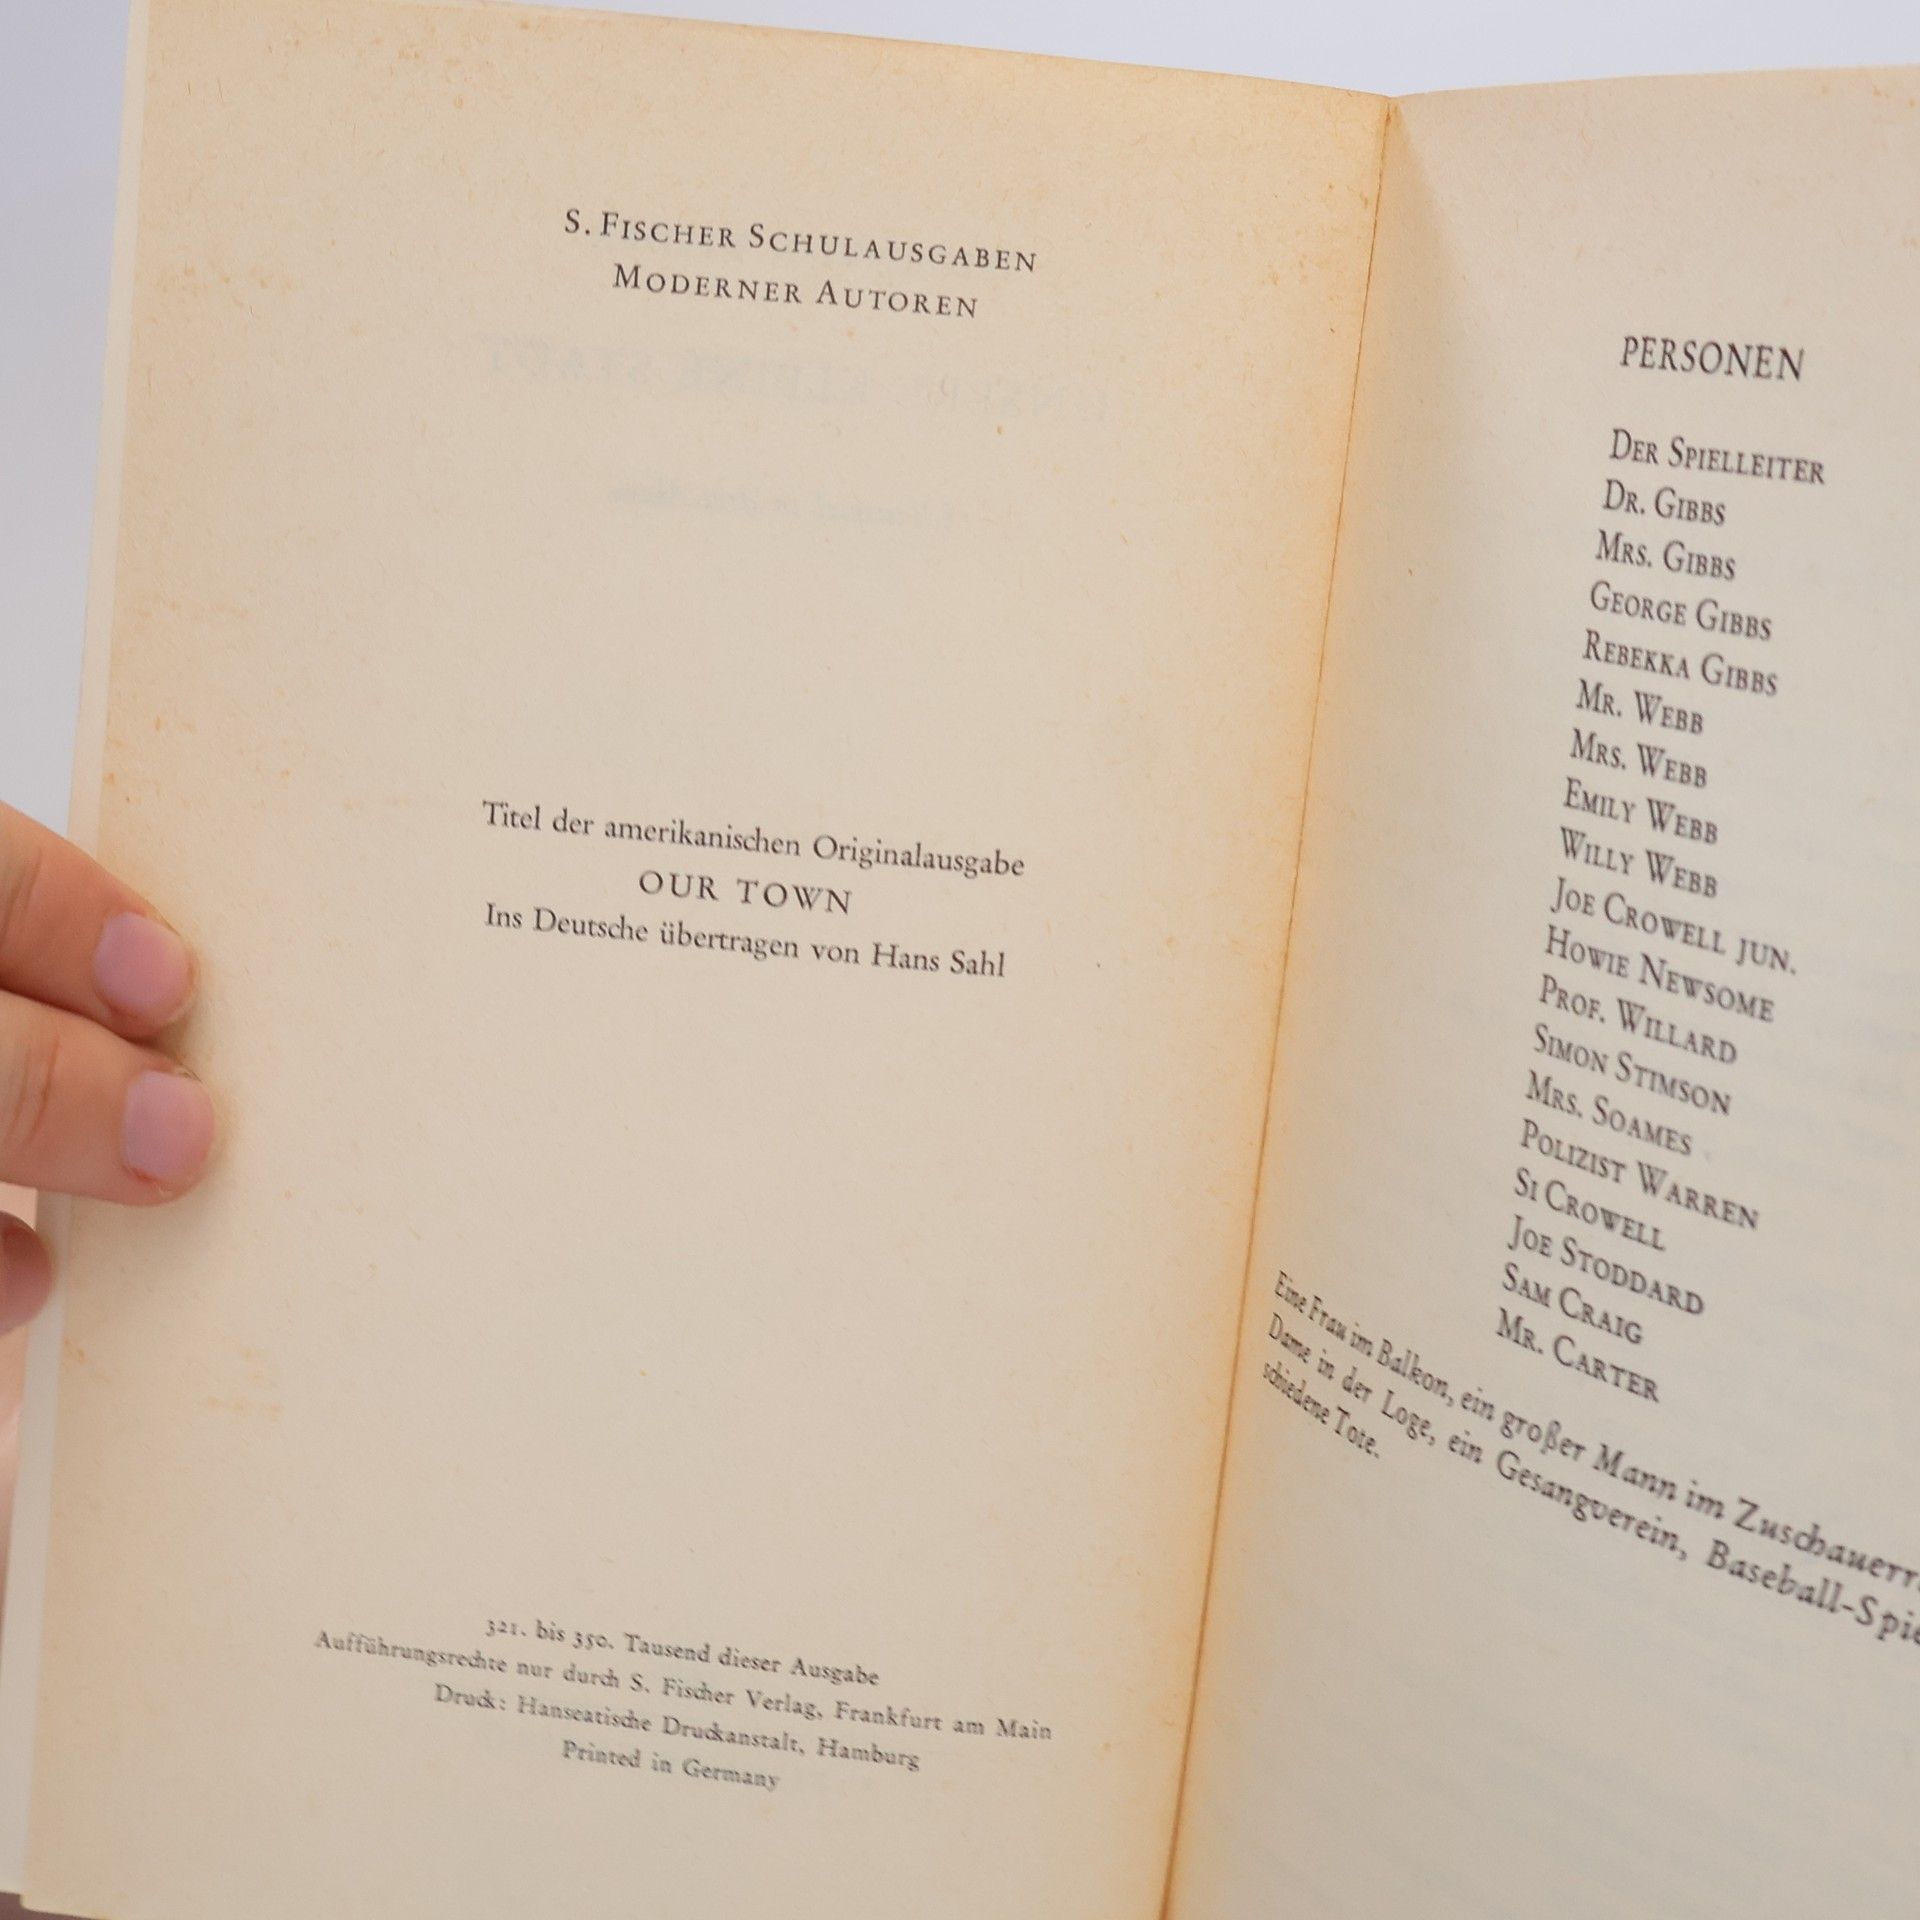 S. FISCHER SCHULAUSGABEN
MODERNER AUTOREN
Titel der amerikanischen Originalausgabe
OUR TOWN
Ins Deutsche übertragen von Hans Sahl
321. bis 350. Tausend dieser Ausgabe
Aufführungsrechte nur durch S. Fischer Verlag, Frankfurt am Main
Druck: Hanseatische Druckanstalt, Hamburg
Printed in Germany
PERSONEN
DER SPIELLEITER
DR. GIBBS
MRS. GIBBS
GEORGE GIBBS
REBEKKA GIBBS
MR. WEBB
MRS. WEBB
EMILY WEBB
WILLY WEBB
JOE CROWELL JUN.
HOWIE NEWSOME
PROF. WILLARD
SIMON STIMSON
MRS. SOAMES
POLIZIST WARREN
SI CROWELL
JOE STODDARD
SAM CRAIG
MR. CARTER
Eine Frau im Balkon, ein großer Mann im
Dame in der Loge, ein Gesangverein,
schiedene Tote.